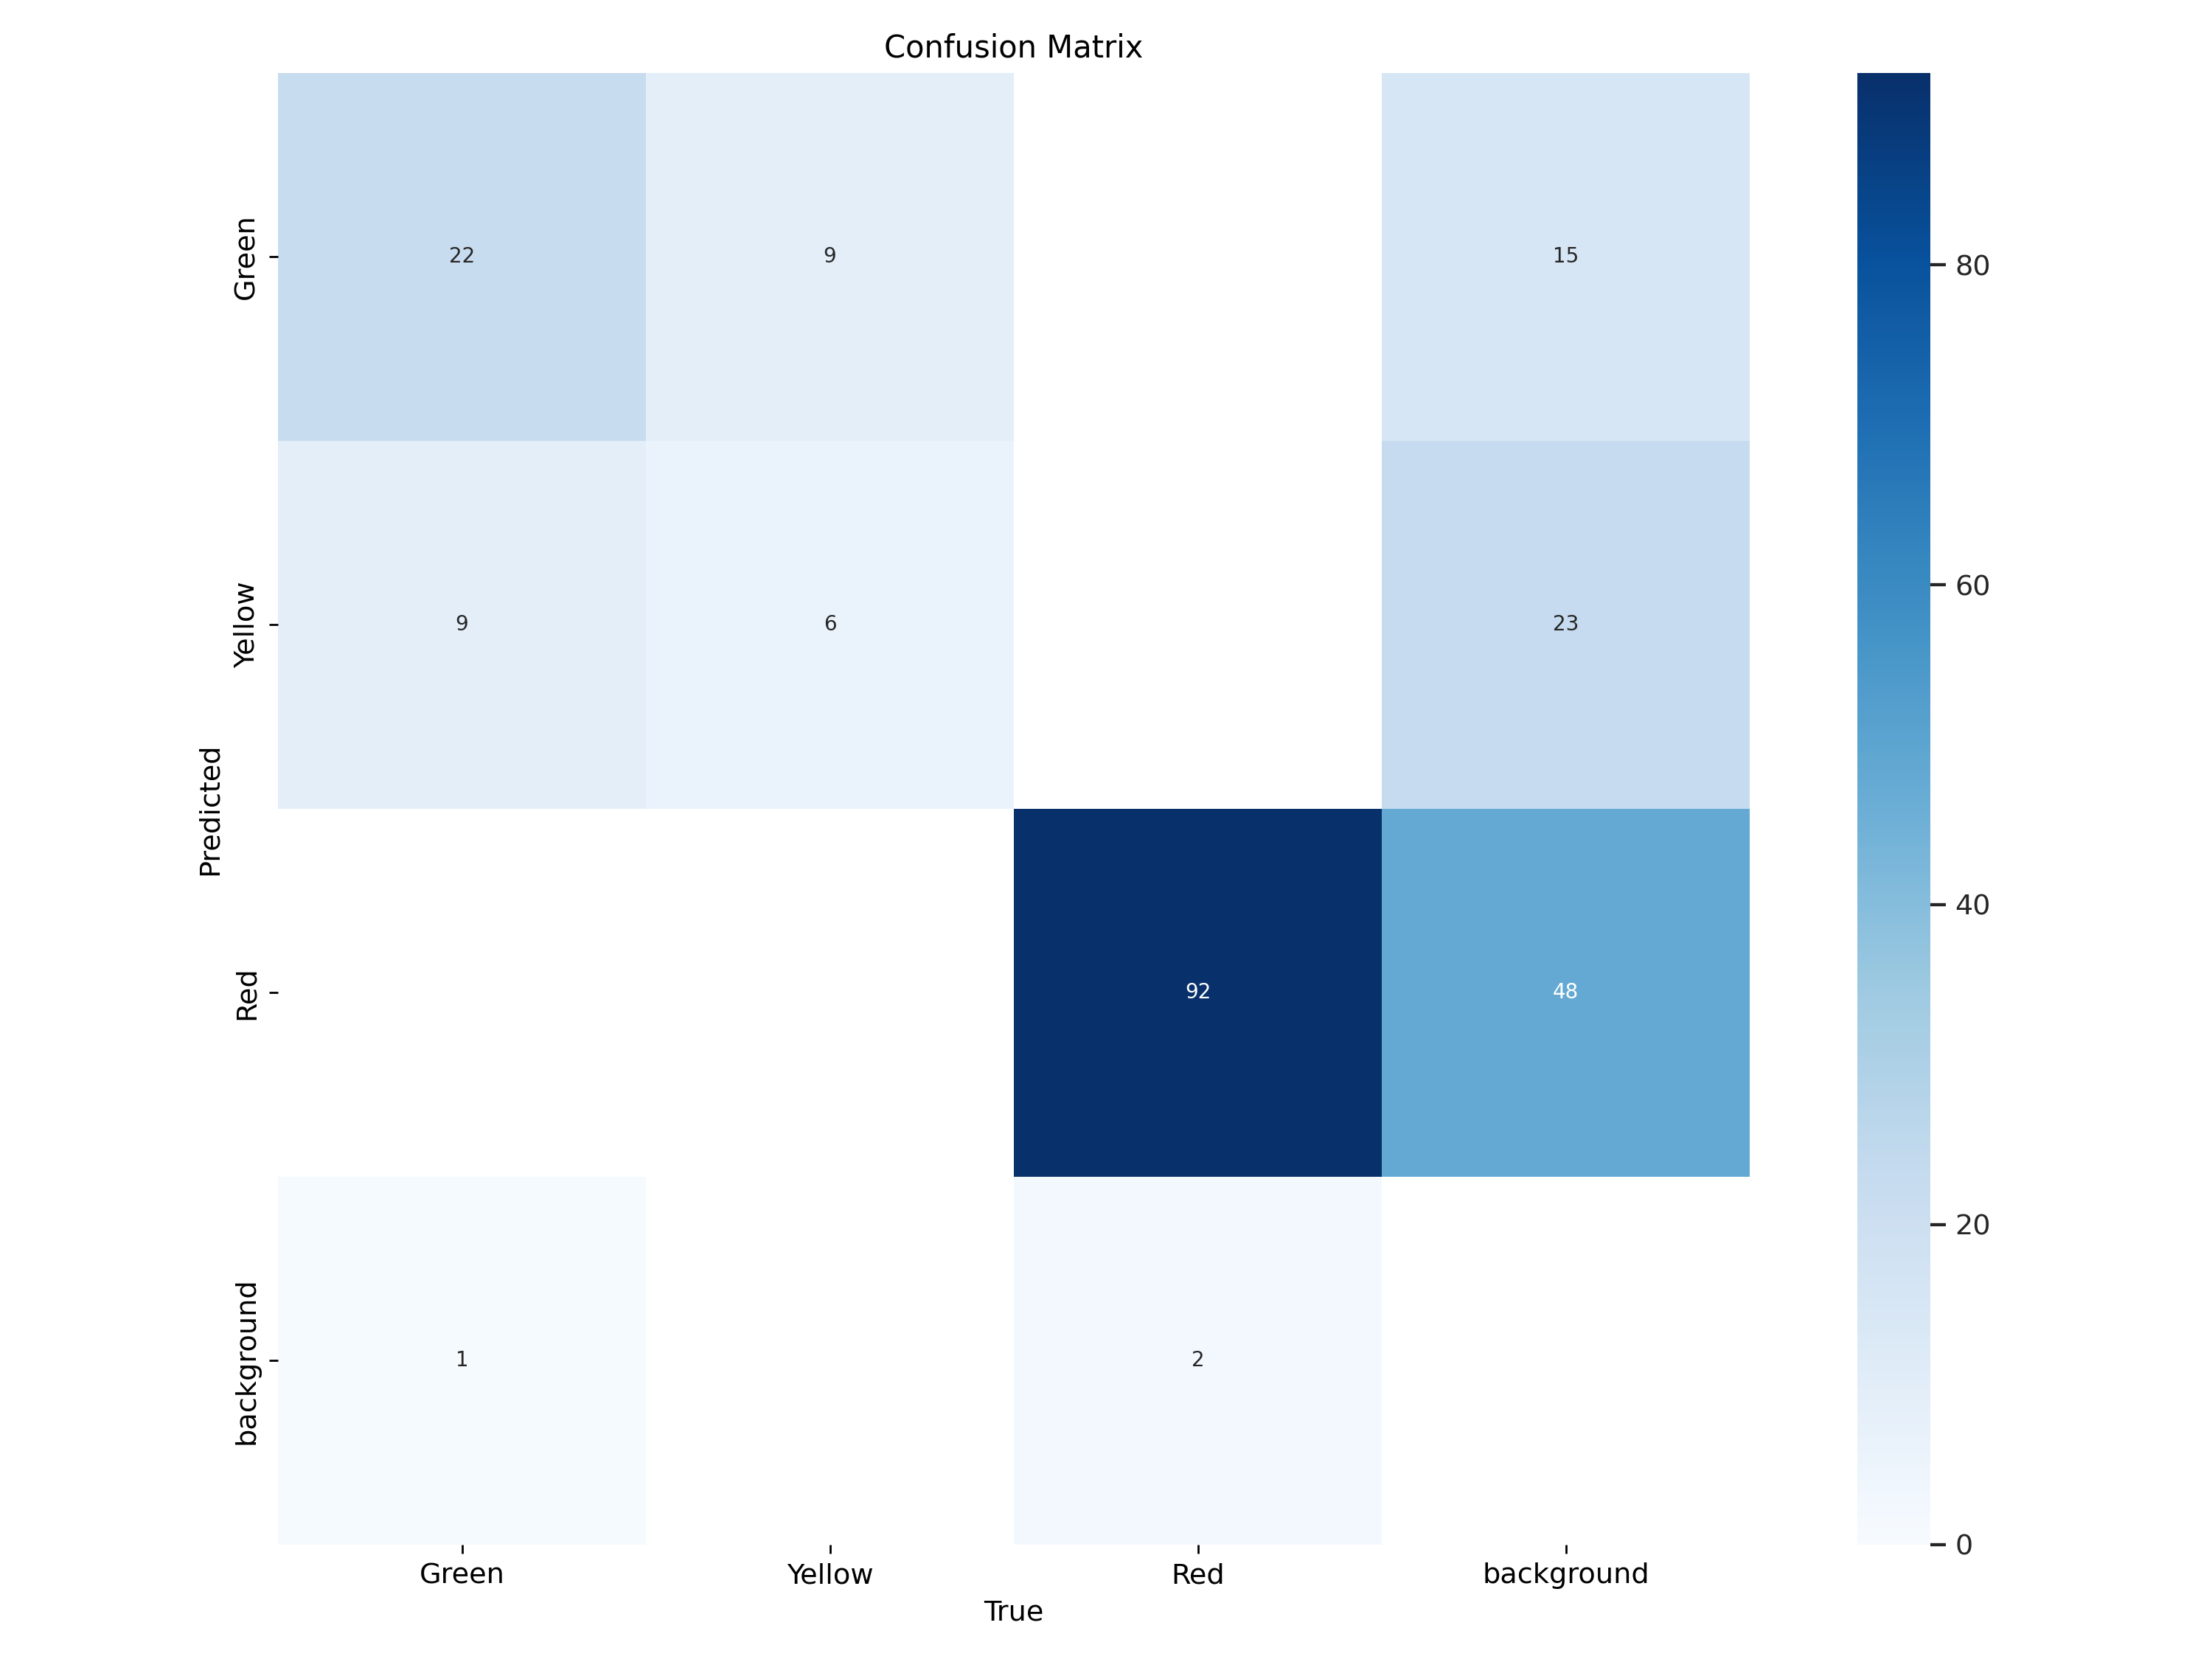 Confusion Matrix
Green
22
9
15
80
60
Yellow
9
6
23
Predicted
40
Red
92
48
20
background
1
2
0
Green
Yellow
Red
background
True